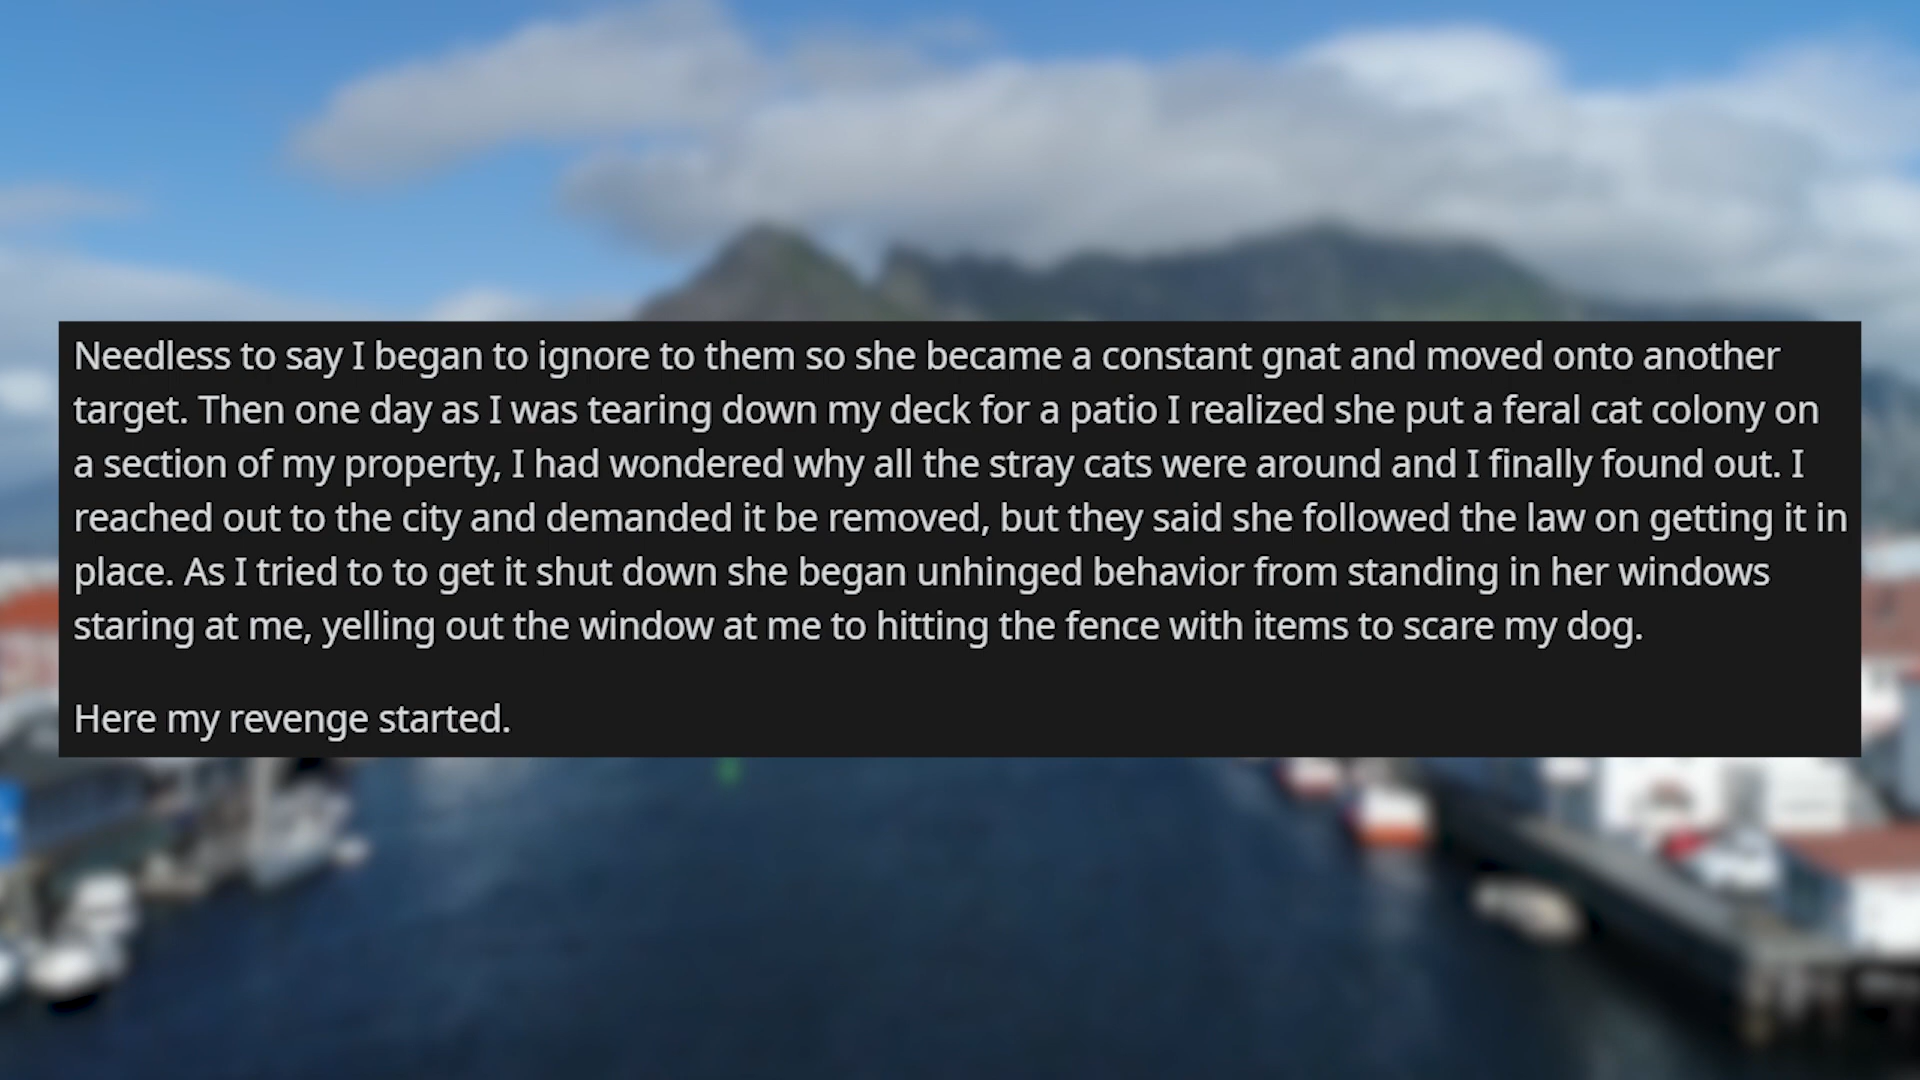 Needless to say I began to ignore to them so she became a constant gnat and moved onto another
target. Then one day as I was tearing down my deck for a patio I realized she put a feral cat colony on
a section of my property, I had wondered why all the stray cats were around and I finally found out. I
reached out to the city and demanded it be removed, but they said she followed the law on getting it in
place. As I tried to to get it shut down she began unhinged behavior from standing in her windows
staring at me, yelling out the window at me to hitting the fence with items to scare my dog.
Here my revenge started.